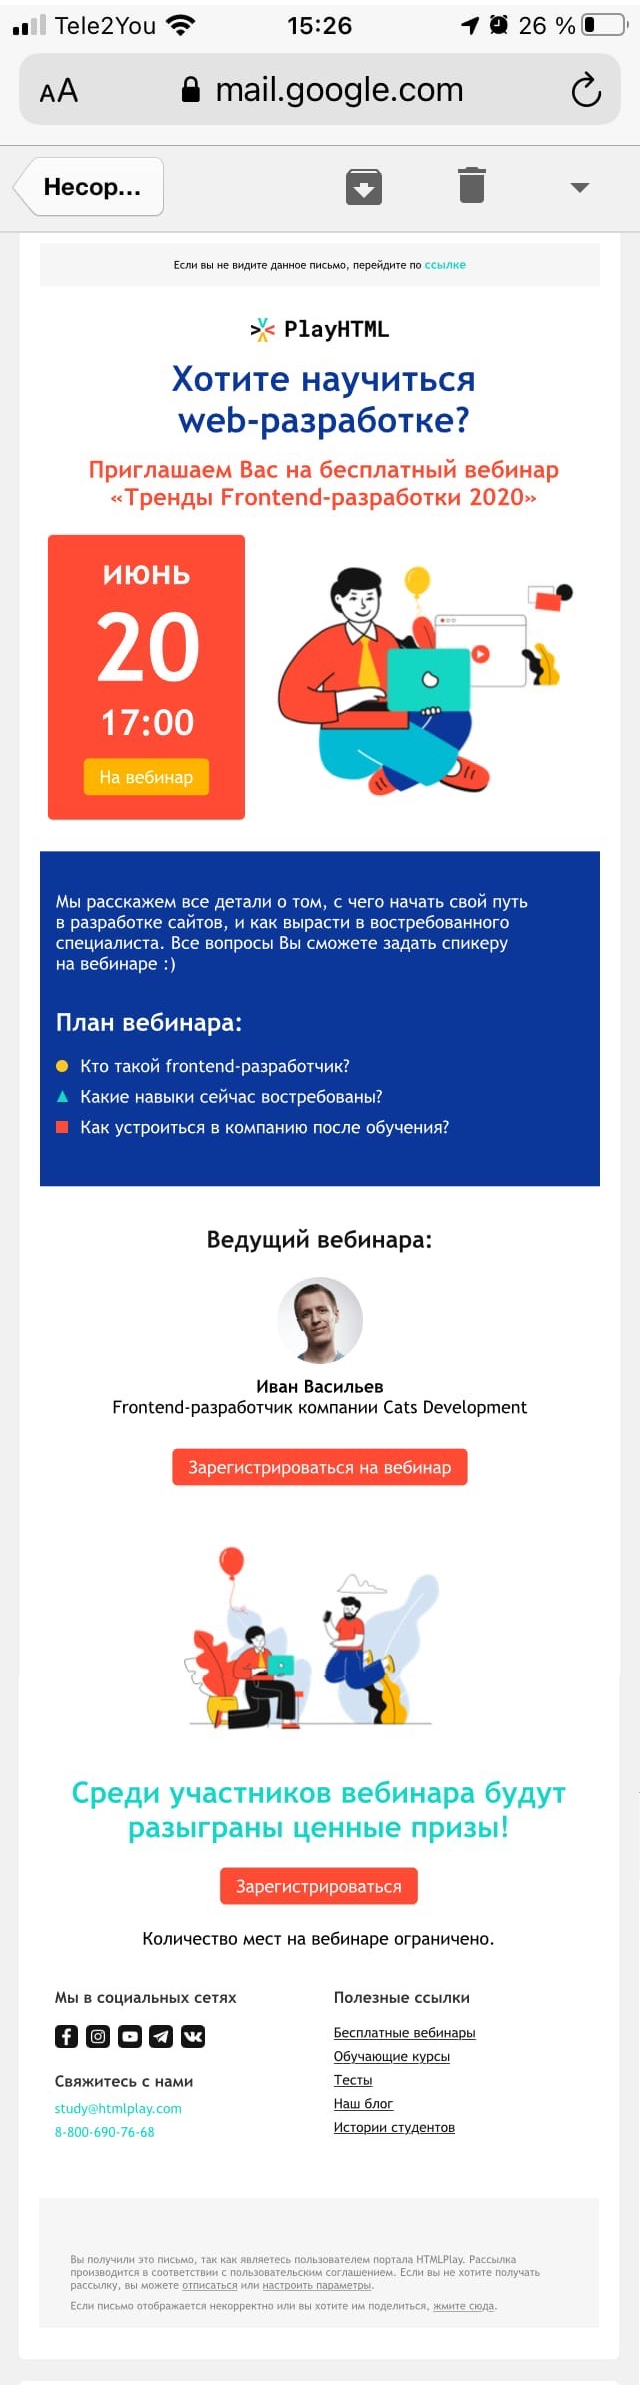 Tele2You 15:26 26 %
AA mail.google.com
Несор...
Если вы не видите данное письмо, перейдите по ссылке
PlayHTML
Хотите научиться
web-разработке?
Приглашаем Вас на бесплатный вебинар
«Тренды Frontend-разработки 2020»
ИЮНЬ
20
17:00
На вебинар
Мы расскажем все детали о том, с чего начать свой путь
в разработке сайтов, и как вырасти в востребованного
специалиста. Все вопросы Вы сможете задать спикеру
на вебинаре :)
План вебинара:
Кто такой frontend-разработчик?
Какие навыки сейчас востребованы?
Как устроиться в компанию после обучения?
Ведущий вебинара:
Иван Васильев
Frontend-разработчик компании Cats Development
Зарегистрироваться на вебинар
Среди участников вебинара будут
разыграны ценные призы!
Зарегистрироваться
Количество мест на вебинаре ограничено.
Мы в социальных сетях
Свяжитесь с нами
study@htmlplay.com
8-800-690-76-68
Полезные ссылки
Бесплатные вебинары
Обучающие курсы
Тесты
Наш блог
Истории студентов
Вы получили это письмо, так как являетесь пользователем портала HTMLPlay. Рассылка
производится в соответствии с пользовательским соглашением. Если вы не хотите получать
рассылку, вы можете отписаться или настроить параметры.
Если письмо отображается некорректно или вы хотите им поделиться, жмите сюда.